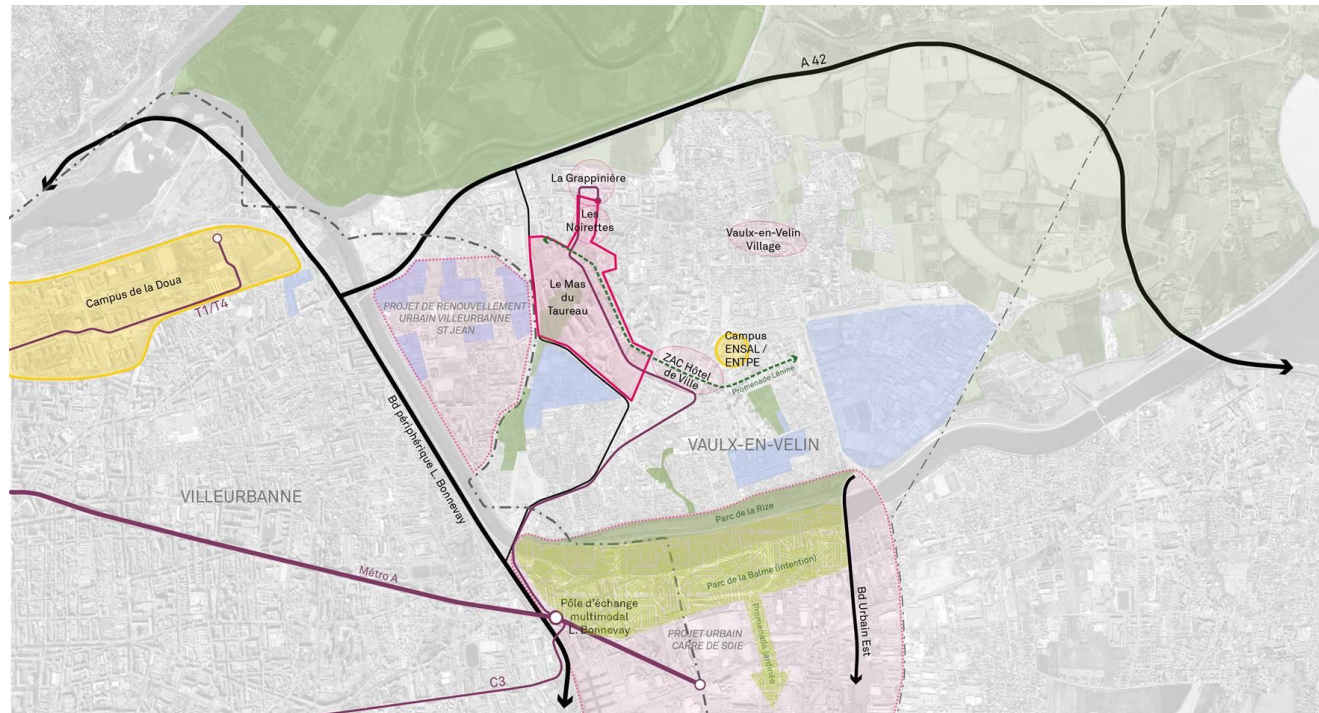 A 42
La Grappinière
Les
Noirettes
Vaulx-en-Velin
Village
Campus de la Doua
T1/T4
PROJET DE RENOUVELLEMENT
URBAIN VILLEURBANNE
ST JEAN
Le Mas
du
Taureau
Campus
ENSAL /
ENTPE
ZAC Hôtel
de Ville
Promenade Lénine
Bd périphérique L. Bonnevay
VAULX-EN-VELIN
VILLEURBANNE
Parc de la Rize
Métro A
Parc de la Balme (intention)
Pôle d'échange
multimodal
L. Bonnevay
PROJET URBAIN
CARRE DE SOIE
Promenade jardinée
Bd Urbain Est
C3